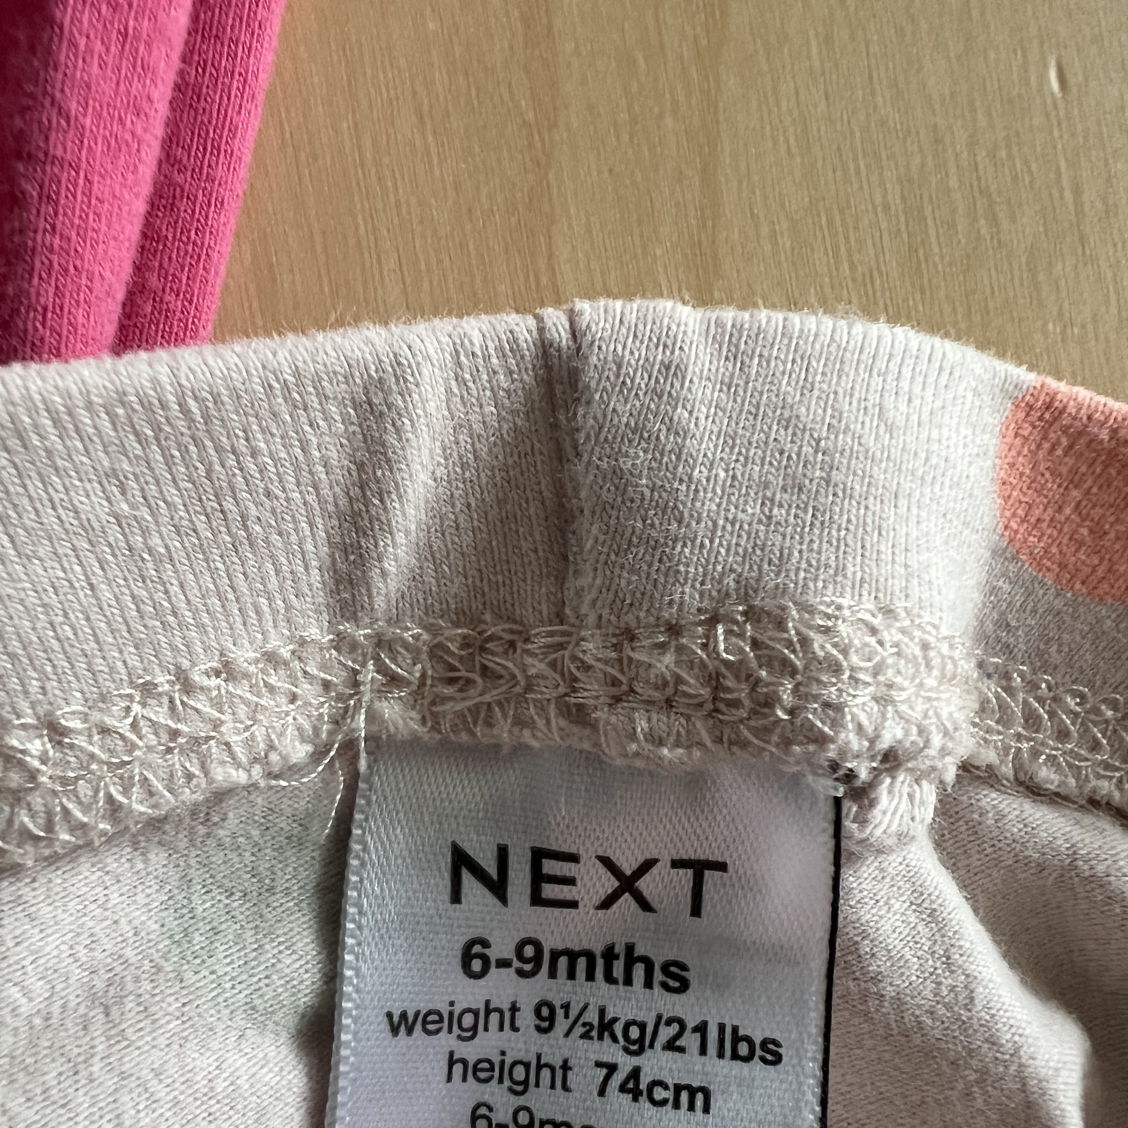 NEXT
6-9mths
weight 9½kg/21lbs
height 74cm